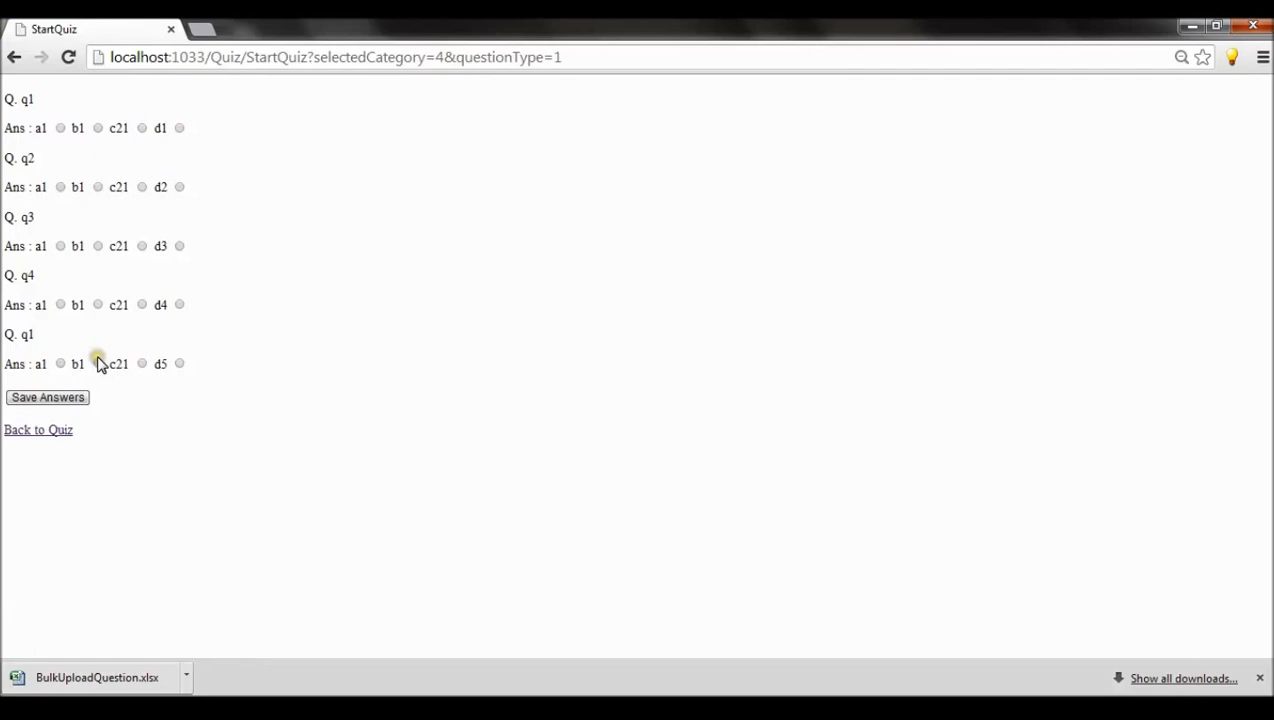 StartQuiz
localhost:1033/Quiz/StartQuiz?selectedCategory=4&questionType=1
Q. q1
Ans : a1 b1 c21 d1
Q. q2
Ans : a1 b1 c21 d2
Q. q3
Ans : a1 b1 c21 d3
Q. q4
Ans : a1 b1 c21 d4
Q. q1
Ans : a1 b1 c21 d5
Save Answers
Back to Quiz
BulkUploadQuestion.xlsx
Show all downloads...